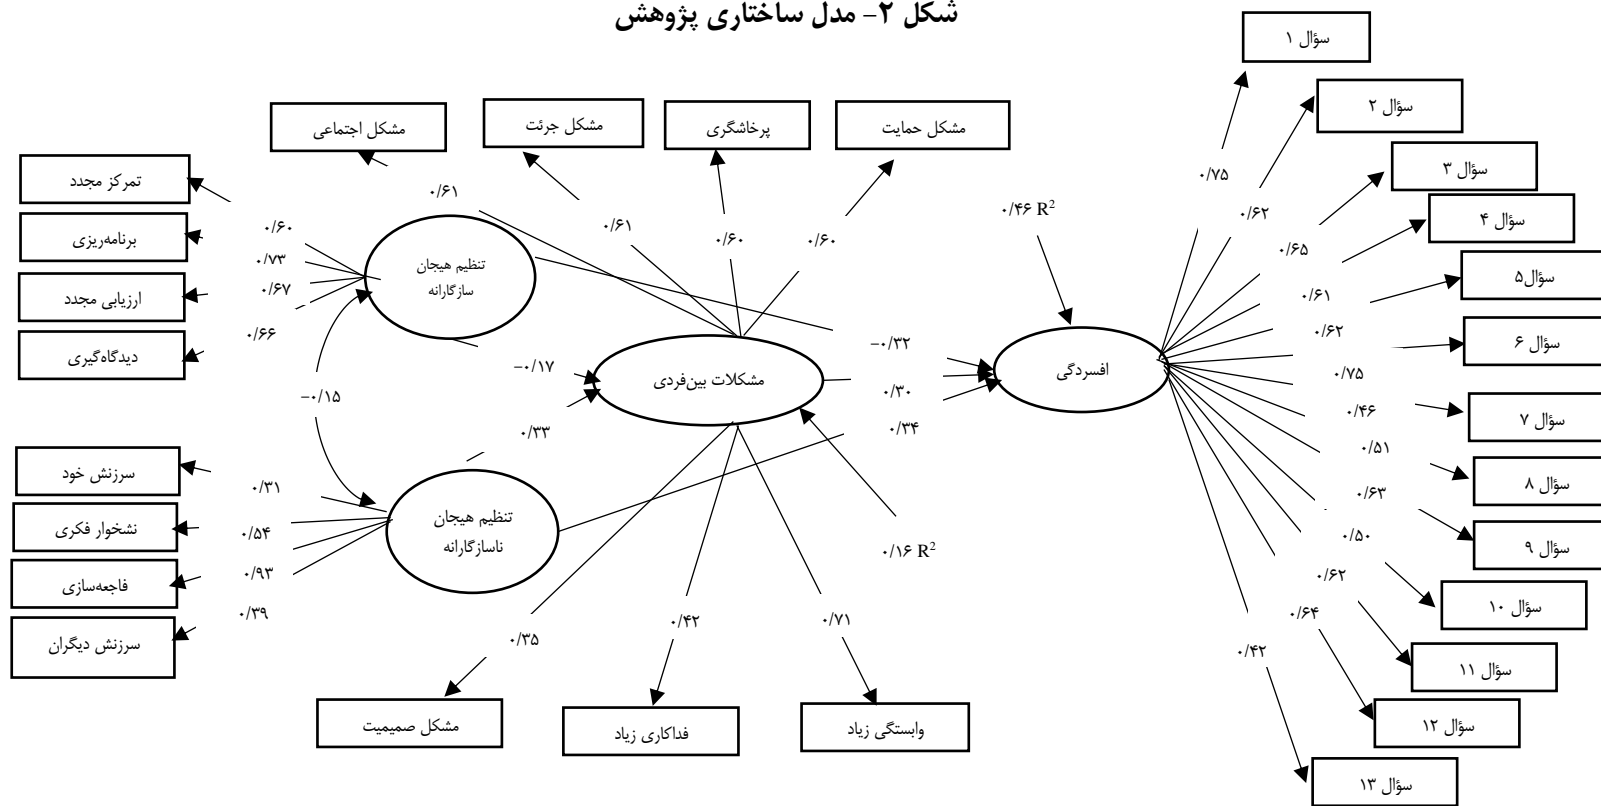 شکل ۲- مدل ساختاری پژوهش
سؤال ۱
سؤال ۲
سؤال ۳
سؤال ۴
سؤال۵
سؤال ۶
سؤال ۷
سؤال ۸
سؤال ۹
سؤال ۱۰
سؤال ۱۱
سؤال ۱۲
سؤال ۱۳
۰/۷۵
۰/۶۲
۰/۶۵
۰/۶۱
۰/۶۲
۰/۷۵
۰/۴۶
۰/۵۱
۰/۶۳
۰/۵۰
۰/۶۲
۰/۶۴
۰/۴۲
افسردگی
۰/۴۶ R²
مشکل حمایت
پرخاشگری
مشکل جرئت
مشکل اجتماعی
۰/۶۰
۰/۶۰
۰/۶۱
۰/۶۱
−۰/۳۲
۰/۳۰
۰/۳۴
مشکلات بین‌فردی
۰/۱۶ R²
−۰/۱۷
۰/۳۳
تنظیم هیجان
سازگارانه
−۰/۱۵
تنظیم هیجان
ناسازگارانه
۰/۶۰
۰/۷۳
۰/۶۷
۰/۶۶
تمرکز مجدد
برنامه‌ریزی
ارزیابی مجدد
دیدگاه‌گیری
۰/۳۱
۰/۵۴
۰/۹۳
۰/۳۹
سرزنش خود
نشخوار فکری
فاجعه‌سازی
سرزنش دیگران
۰/۷۱
۰/۴۲
۰/۳۵
وابستگی زیاد
فداکاری زیاد
مشکل صمیمیت